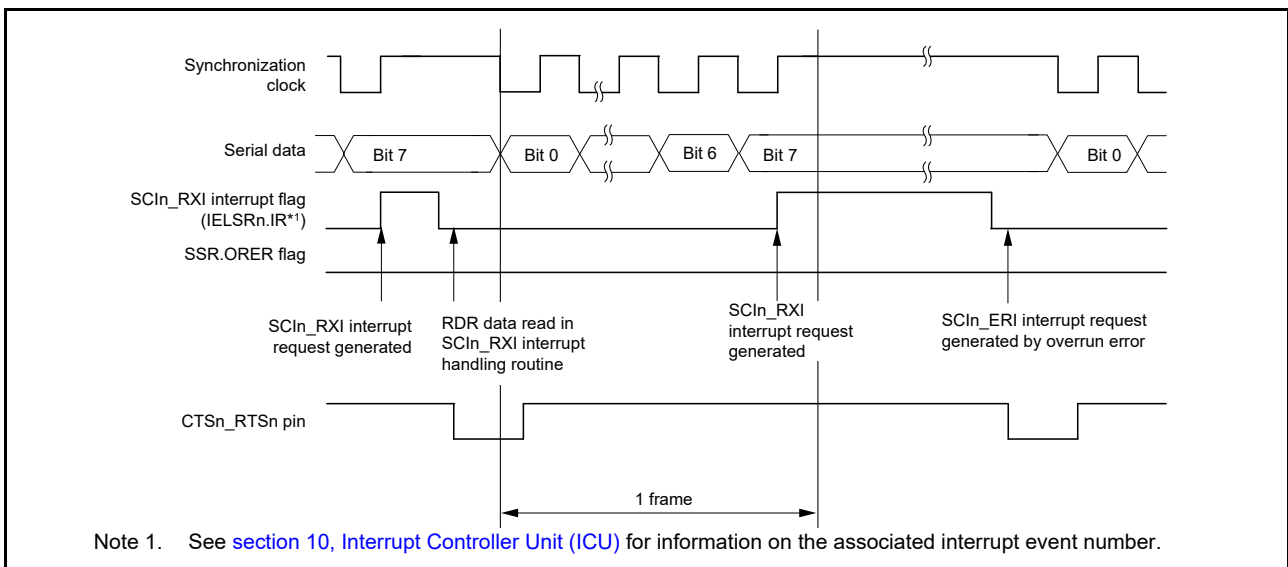 Synchronization
clock
Serial data
Bit 7
Bit 0
Bit 6
Bit 7
Bit 0
SCIn_RXI interrupt flag
(IELSRn.IR*1)
SSR.ORER flag
SCIn_RXI interrupt
request generated
RDR data read in
SCIn_RXI interrupt
handling routine
SCIn_RXI
interrupt request
generated
SCIn_ERI interrupt request
generated by overrun error
CTSn_RTSn pin
1 frame
Note 1. See section 10, Interrupt Controller Unit (ICU) for information on the associated interrupt event number.